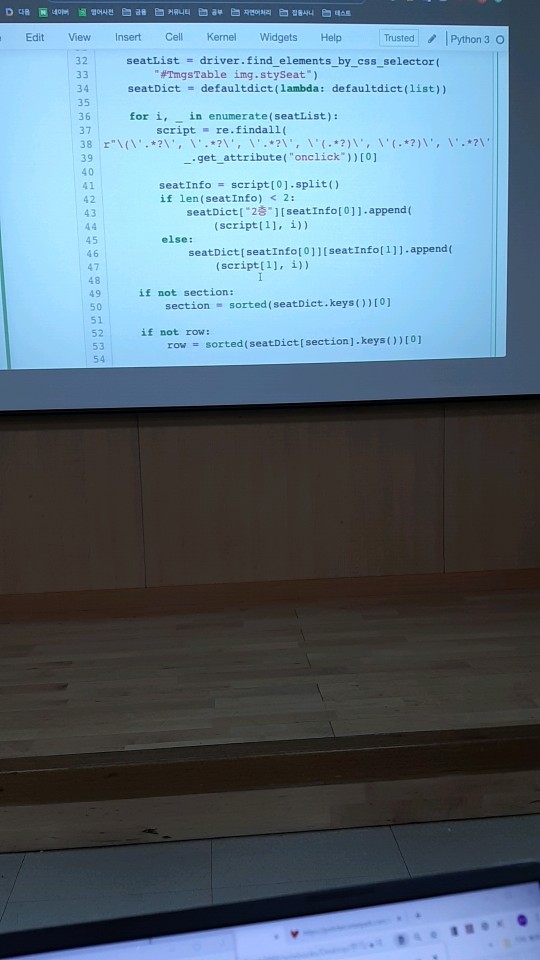 다음 네이버 영어사전 금융 커뮤니티 공부 자연어처리 잡동사니 테스트
Edit View Insert Cell Kernel Widgets Help Trusted Python 3
32 seatList = driver.find_elements_by_css_selector(
33 "#TmgsTable img.stySeat")
34 seatDict = defaultdict(lambda: defaultdict(list))
35
36 for i, _ in enumerate(seatList):
37 script = re.findall(
38 r"\(\'.*?\', \'.*?\', \'.*?\', \'(.*?)\', \'(.*?)\', \'.*?\'
39 _.get_attribute("onclick"))[0]
40
41 seatInfo = script[0].split()
42 if len(seatInfo) < 2:
43 seatDict["2층"][seatInfo[0]].append(
44 (script[1], i))
45 else:
46 seatDict[seatInfo[0]][seatInfo[1]].append(
47 (script[1], i))
48
49 if not section:
50 section = sorted(seatDict.keys())[0]
51
52 if not row:
53 row = sorted(seatDict[section].keys())[0]
54